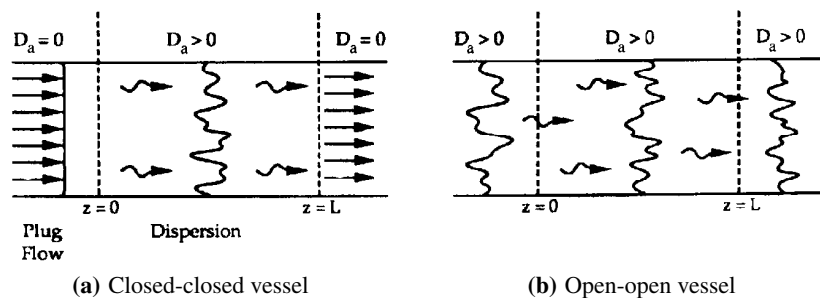 D_a = 0 D_a > 0 D_a = 0
z = 0 z = L
Plug Flow Dispersion
(a) Closed-closed vessel
D_a > 0 D_a > 0 D_a > 0
z = 0 z = L
(b) Open-open vessel